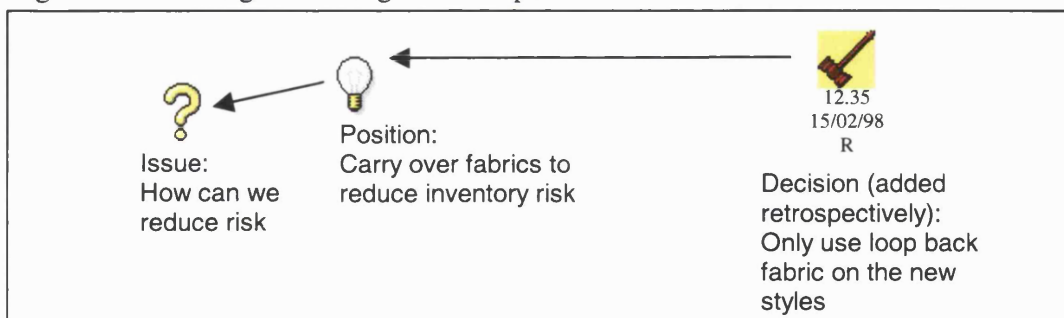 Issue:
How can we
reduce risk
Position:
Carry over fabrics to
reduce inventory risk
12.35
15/02/98
R
Decision (added
retrospectively):
Only use loop back
fabric on the new
styles